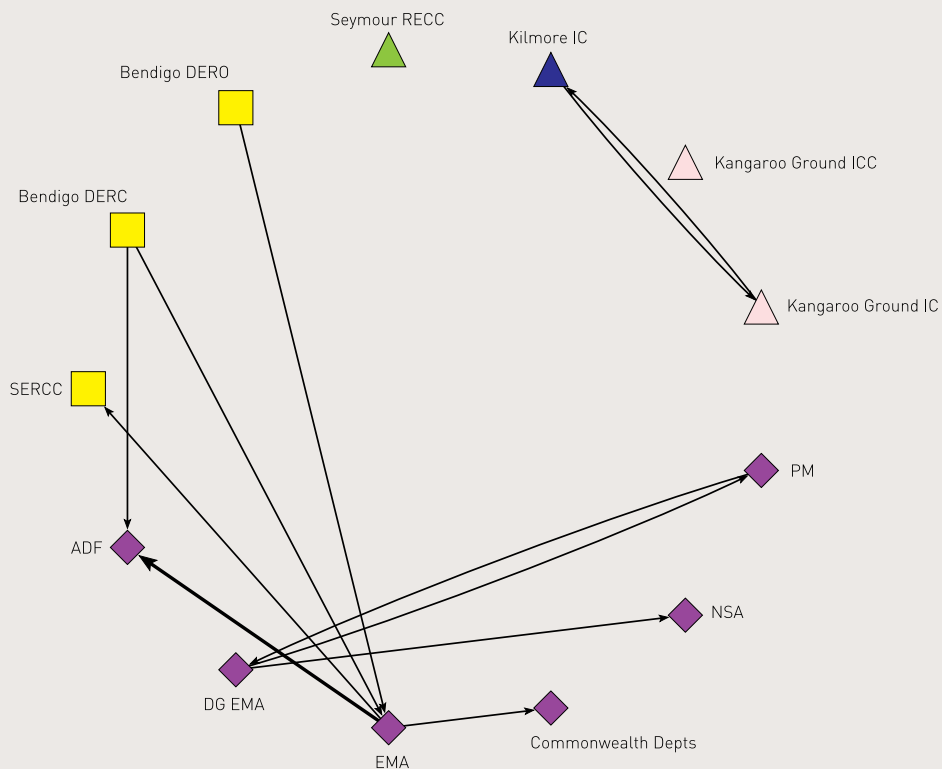 Seymour RECC
Kilmore IC
Bendigo DERO
Kangaroo Ground ICC
Bendigo DERC
Kangaroo Ground IC
SERCC
PM
ADF
NSA
DG EMA
Commonwealth Depts
EMA